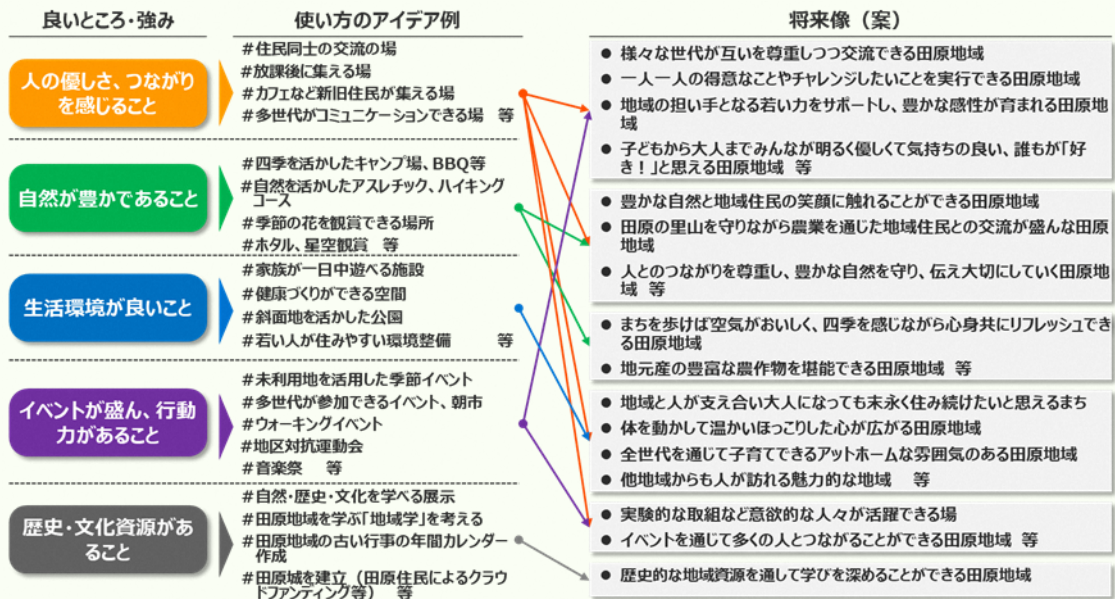 良いところ・強み
使い方のアイデア例
将来像（案）
人の優しさ、つながり
を感じること
#住民同士の交流の場
#放課後に集える場
#カフェなど新旧住民が集える場
#多世代がコミュニケーションできる場　等
自然が豊かであること
#四季を活かしたキャンプ場、BBQ等
#自然を活かしたアスレチック、ハイキング
コース
#季節の花を観賞できる場所
#ホタル、星空観賞　等
生活環境が良いこと
#家族が一日中遊べる施設
#健康づくりができる空間
#斜面地を活かした公園
#若い人が住みやすい環境整備　等
イベントが盛ん、行動
力があること
#未利用地を活用した季節イベント
#多世代が参加できるイベント、朝市
#ウォーキングイベント
#地区対抗運動会
#音楽祭　等
歴史・文化資源があ
ること
#自然・歴史・文化を学べる展示
#田原地域を学ぶ「地域学」を考える
#田原地域の古い行事の年間カレンダー
作成
#田原城を建立（田原住民によるクラウ
ドファンディング等）　等
● 様々な世代が互いを尊重しつつ交流できる田原地域
● 一人一人の得意なことやチャレンジしたいことを実行できる田原地域
● 地域の担い手となる若い力をサポートし、豊かな感性が育まれる田原地
域
● 子どもから大人までみんなが明るく優しくて気持ちの良い、誰もが「好
き！」と思える田原地域　等
● 豊かな自然と地域住民の笑顔に触れることができる田原地域
● 田原の里山を守りながら農業を通じた地域住民との交流が盛んな田原
地域
● 人とのつながりを尊重し、豊かな自然を守り、伝え大切にしていく田原地
域　等
● まちを歩けば空気がおいしく、四季を感じながら心身共にリフレッシュでき
る田原地域
● 地元産の豊富な農作物を堪能できる田原地域　等
● 地域と人が支え合い大人になっても末永く住み続けたいと思えるまち
● 体を動かして温かいほっこりした心が広がる田原地域
● 全世代を通じて子育てできるアットホームな雰囲気のある田原地域
● 他地域からも人が訪れる魅力的な地域　等
● 実験的な取組など意欲的な人々が活躍できる場
● イベントを通じて多くの人とつながることができる田原地域　等
● 歴史的な地域資源を通して学びを深めることができる田原地域